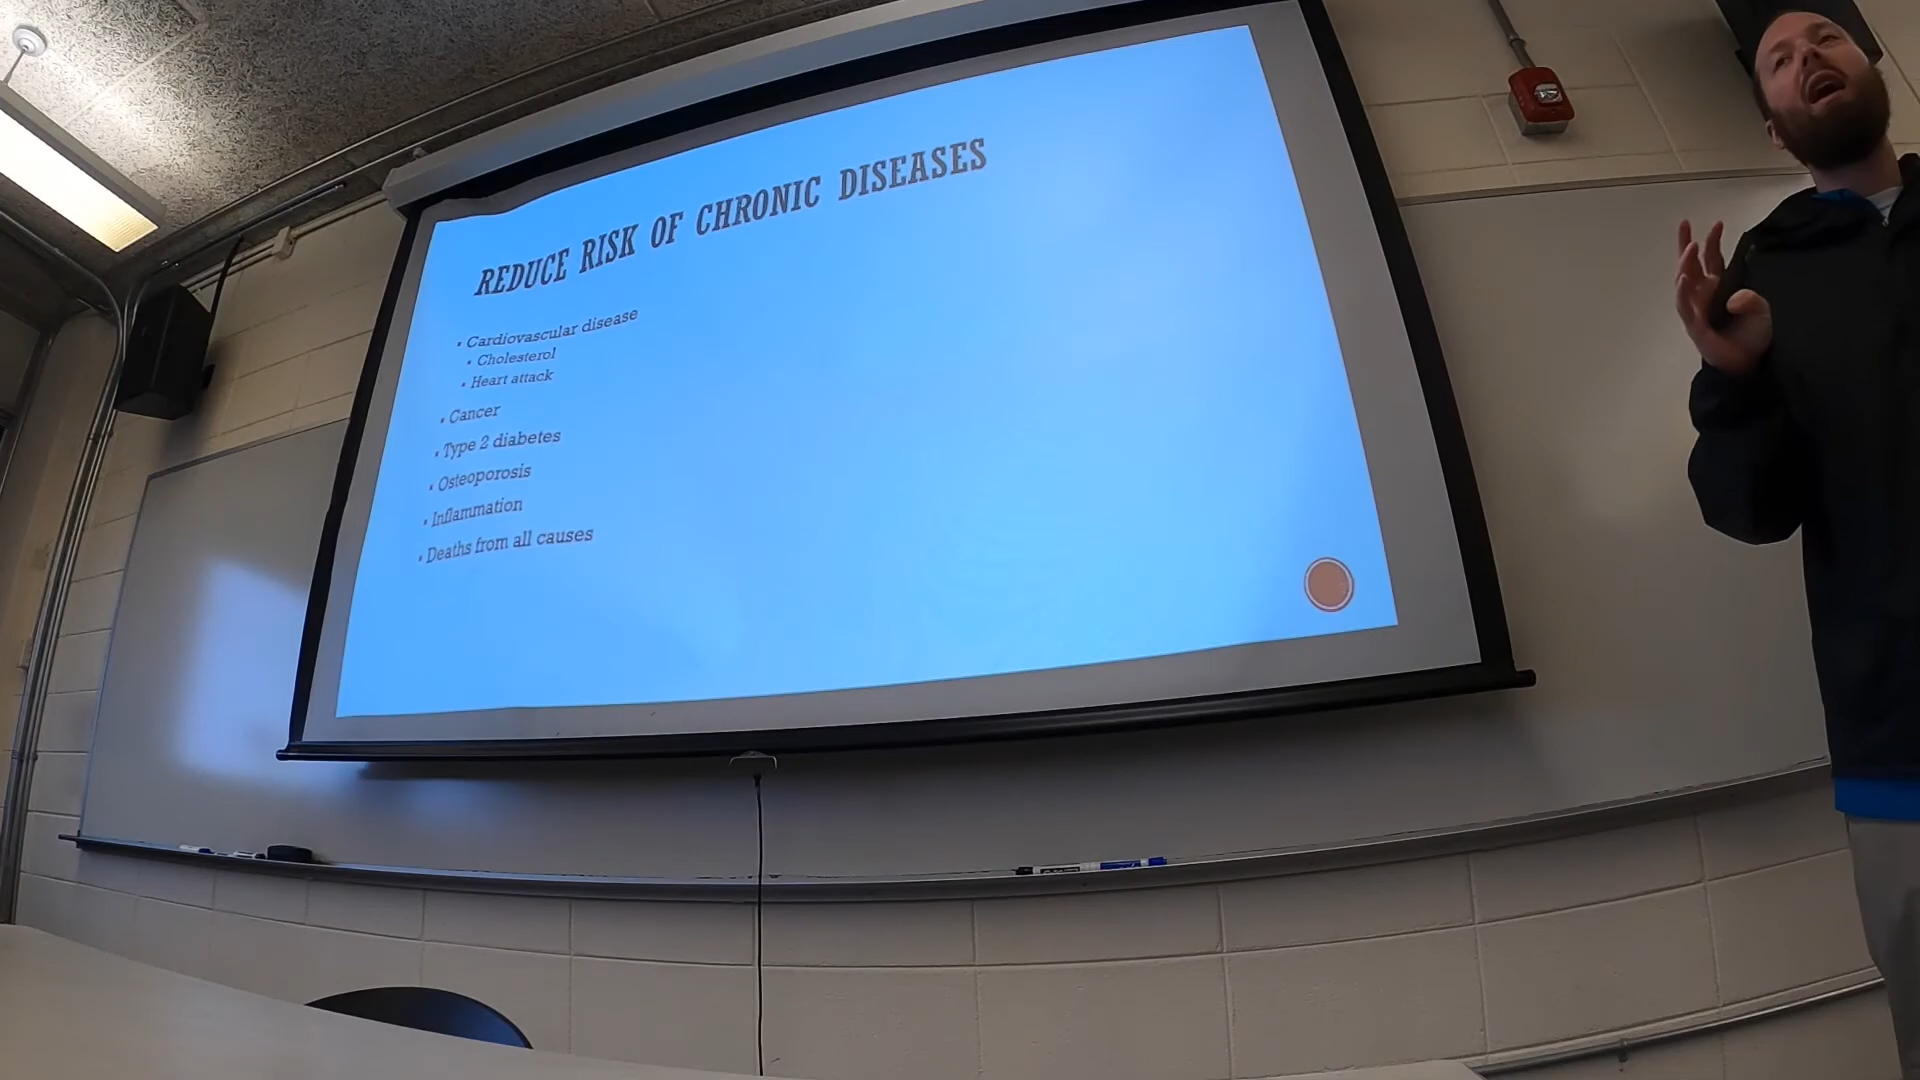 REDUCE RISK OF CHRONIC DISEASES
▪ Cardiovascular disease
▪ Cholesterol
▪ Heart attack
▪ Cancer
▪ Type 2 diabetes
▪ Osteoporosis
▪ Inflammation
▪ Deaths from all causes